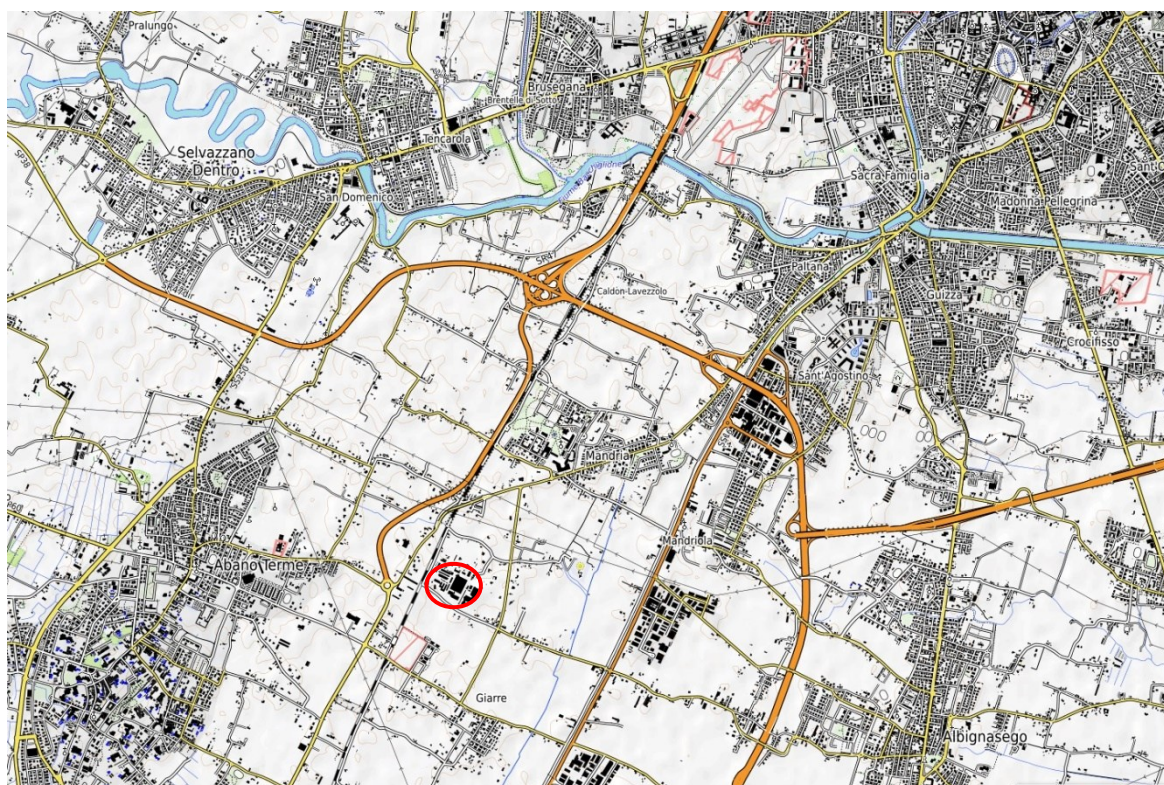 Pralungo
Brusegana
Brentelle di Sotto
Tencarola
Selvazzano
Dentro
San Domenico
Sacra Famiglia
Madonna Pellegrina
SR47
Caldon-Lavezzolo
Paltana
Guizza
Crocifisso
Sant'Agostino
Mandria
Mandriola
Abano Terme
Giarre
Albignasego